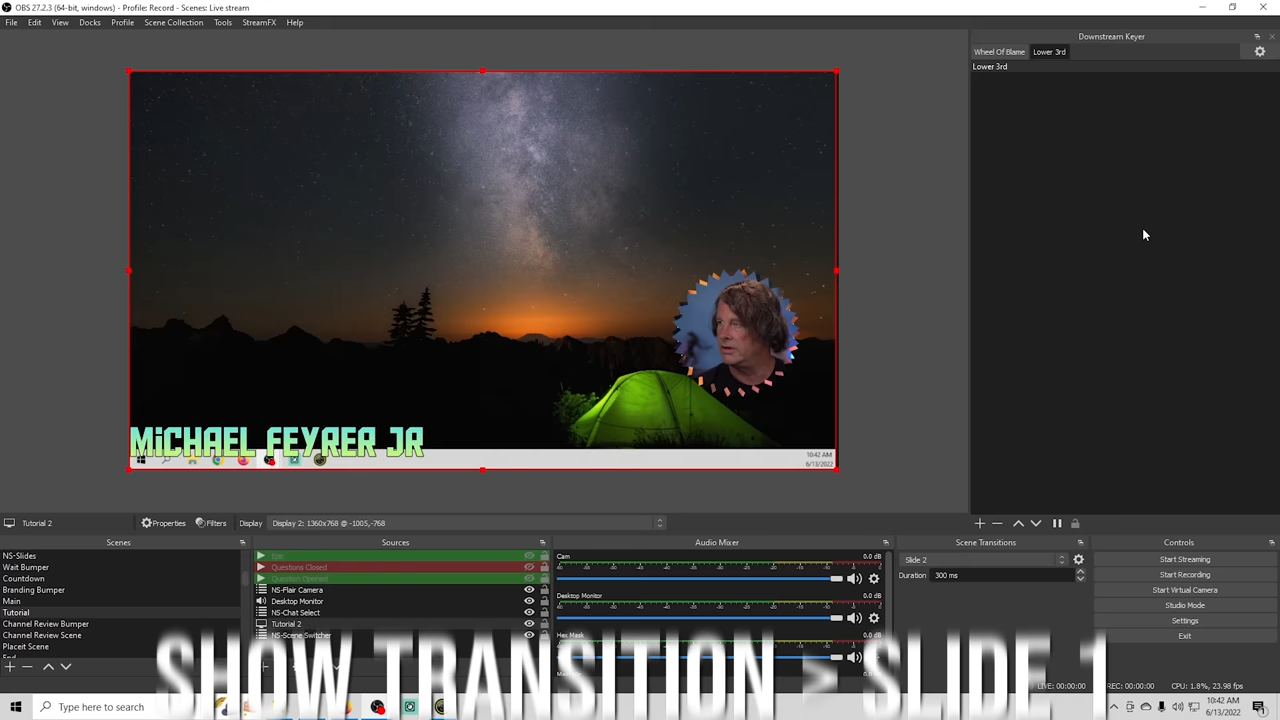 OBS 27.2.3 (64-bit, windows) - Profile: Record - Scenes: Live stream
File Edit View Docks Profile Scene Collection Tools StreamFX Help
Downstream Keyer
Wheel Of Blame Lower 3rd
Lower 3rd
MICHAEL FEYRER JR
10:42 AM
6/13/2022
Tutorial 2 Properties Filters Display Display 2: 1360x768 @ -1005,-768
Scenes
NS-Slides
Wait Bumper
Countdown
Branding Bumper
Main
Tutorial
Channel Review Bumper
Channel Review Scene
Placeit Scene
Sources
Epic
Questions Closed
Question Opened
NS-Flair Camera
Desktop Monitor
NS-Chat Select
Tutorial 2
NS-Scene Switcher
Audio Mixer
Cam 0.0 dB
Desktop Monitor 0.0 dB
Hex Mask 0.0 dB
Scene Transitions
Slide 2
Duration 300 ms
Controls
Start Streaming
Start Recording
Start Virtual Camera
Studio Mode
Settings
Exit
LIVE: 00:00:00 REC: 00:00:00 CPU: 1.8%, 23.98 fps
SHOW TRANSITION > SLIDE 1
Type here to search
10:42 AM
6/13/2022